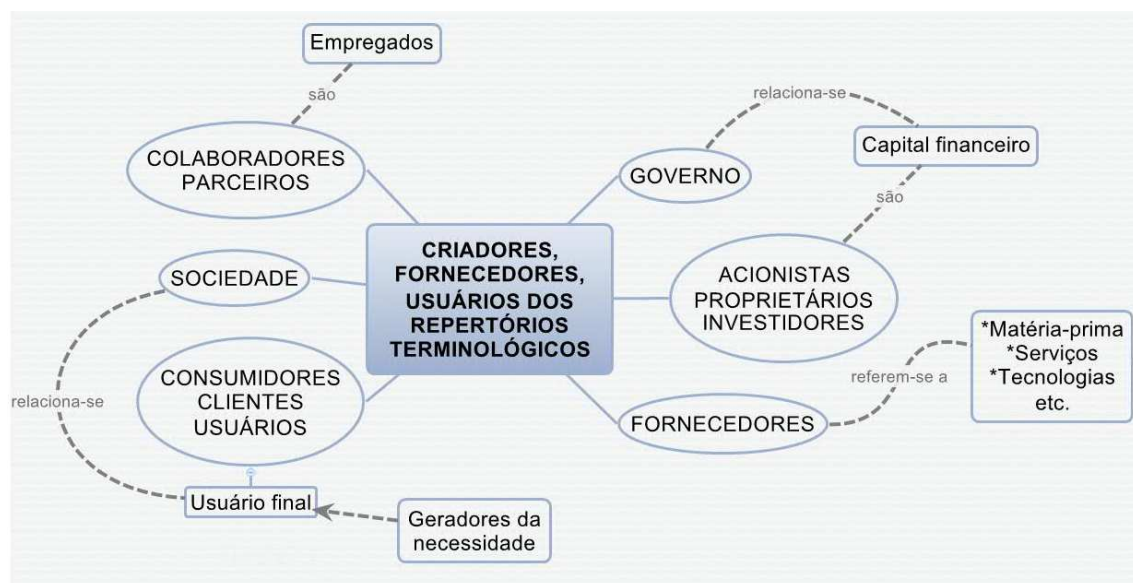 Empregados
são
COLABORADORES
PARCEIROS
relaciona-se
GOVERNO
Capital financeiro
são
CRIADORES,
FORNECEDORES,
USUÁRIOS DOS
REPERTÓRIOS
TERMINOLÓGICOS
SOCIEDADE
ACIONISTAS
PROPRIETÁRIOS
INVESTIDORES
CONSUMIDORES
CLIENTES
USUÁRIOS
relaciona-se
referem-se a
*Matéria-prima
*Serviços
*Tecnologias
etc.
FORNECEDORES
Usuário final
Geradores da
necessidade